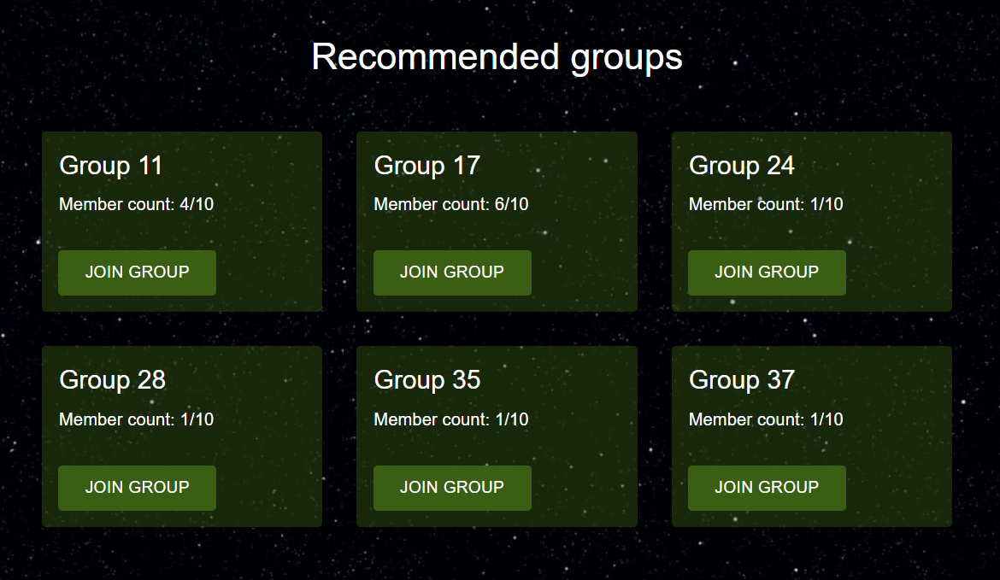 Recommended groups
Group 11
Member count: 4/10
JOIN GROUP
Group 17
Member count: 6/10
JOIN GROUP
Group 24
Member count: 1/10
JOIN GROUP
Group 28
Member count: 1/10
JOIN GROUP
Group 35
Member count: 1/10
JOIN GROUP
Group 37
Member count: 1/10
JOIN GROUP